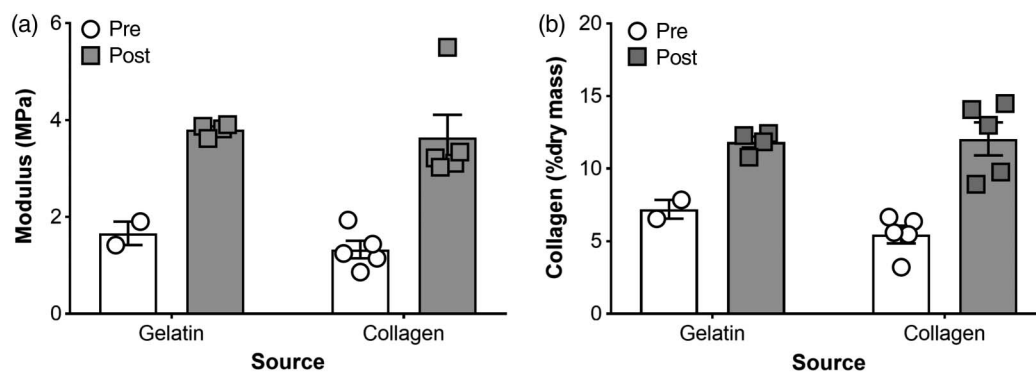 (a)
Pre
Post
Modulus (MPa)
6
4
2
0
Gelatin Collagen
Source
(b)
Pre
Post
Collagen (%dry mass)
20
15
10
5
0
Gelatin Collagen
Source